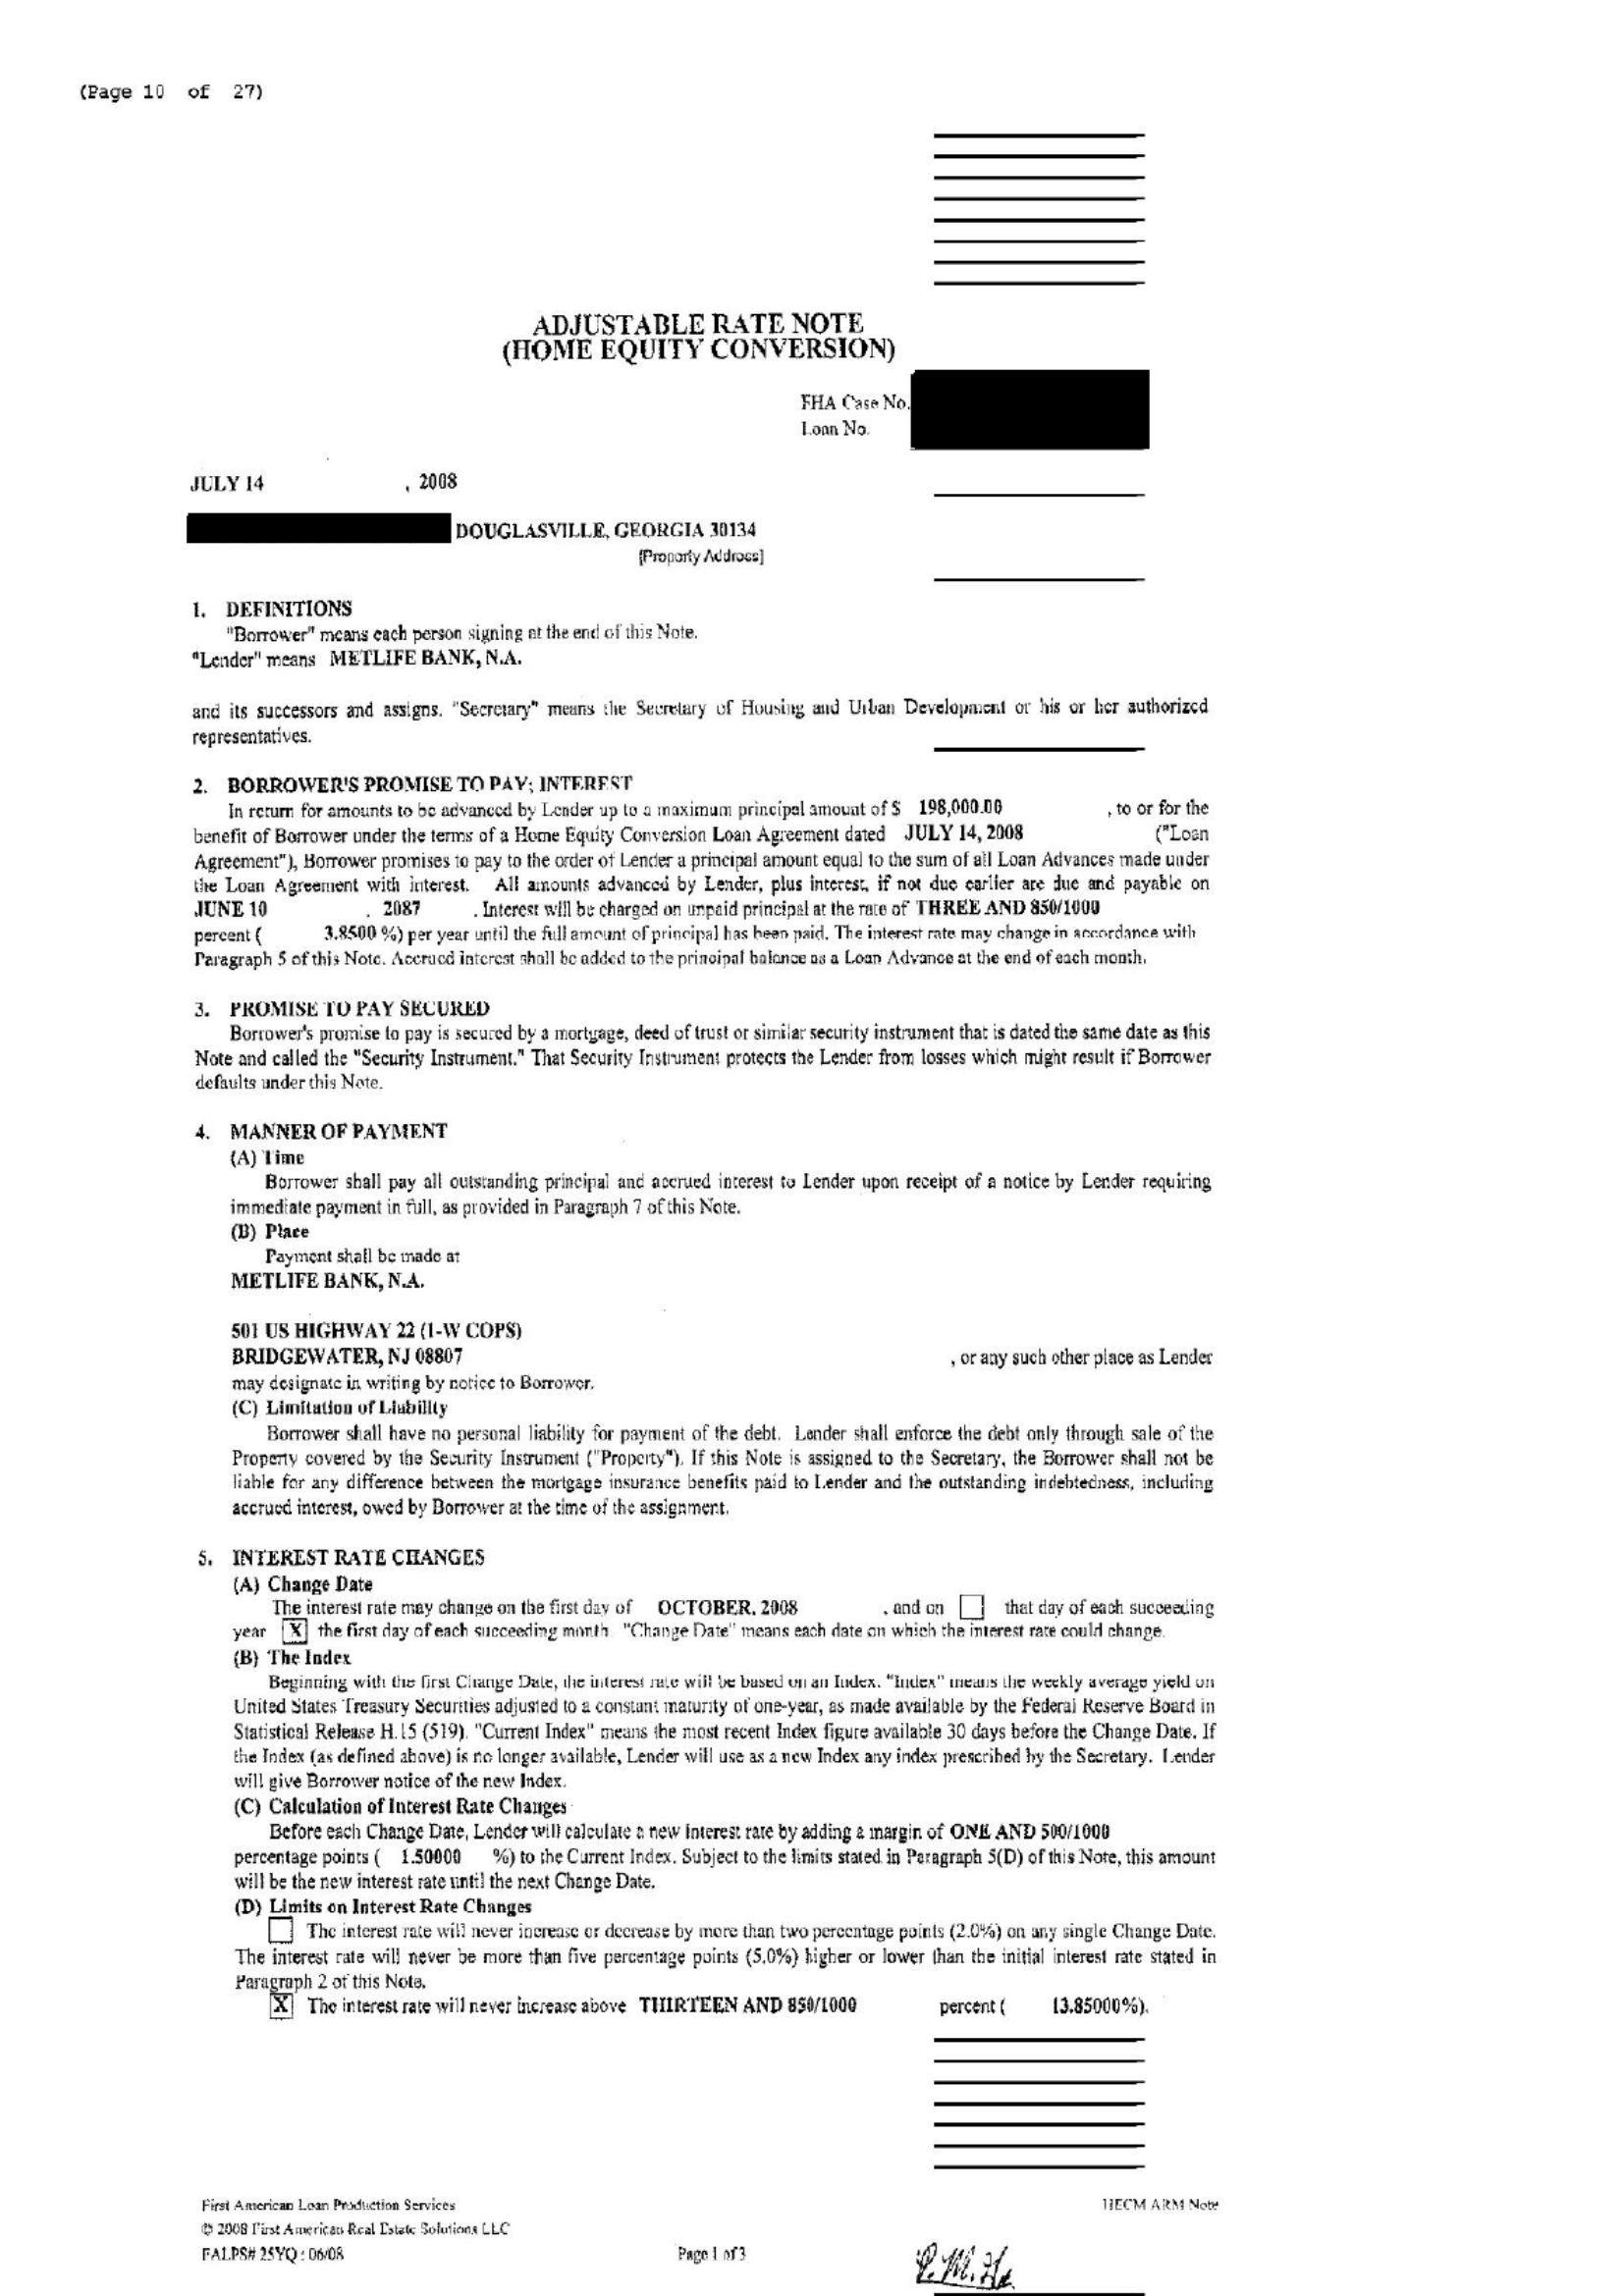 (Page 10 of 27)
ADJUSTABLE RATE NOTE
(HOME EQUITY CONVERSION)
FHA Case No.
Loan No.
JULY 14 , 2008
DOUGLASVILLE, GEORGIA 30134
[Property Address]
1. DEFINITIONS
"Borrower" means each person signing at the end of this Note.
"Lender" means METLIFE BANK, N.A.
and its successors and assigns. "Secretary" means the Secretary of Housing and Urban Development or his or her authorized
representatives.
2. BORROWER'S PROMISE TO PAY; INTEREST
In return for amounts to be advanced by Lender up to a maximum principal amount of $ 198,000.00 , to or for the
benefit of Borrower under the terms of a Home Equity Conversion Loan Agreement dated JULY 14, 2008 ("Loan
Agreement"), Borrower promises to pay to the order of Lender a principal amount equal to the sum of all Loan Advances made under
the Loan Agreement with interest. All amounts advanced by Lender, plus interest, if not due earlier are due and payable on
JUNE 10 , 2087 . Interest will be charged on unpaid principal at the rate of THREE AND 850/1000
percent ( 3.8500 %) per year until the full amount of principal has been paid. The interest rate may change in accordance with
Paragraph 5 of this Note. Accrued interest shall be added to the principal balance as a Loan Advance at the end of each month.
3. PROMISE TO PAY SECURED
Borrower's promise to pay is secured by a mortgage, deed of trust or similar security instrument that is dated the same date as this
Note and called the "Security Instrument." That Security Instrument protects the Lender from losses which might result if Borrower
defaults under this Note.
4. MANNER OF PAYMENT
(A) Time
Borrower shall pay all outstanding principal and accrued interest to Lender upon receipt of a notice by Lender requiring
immediate payment in full, as provided in Paragraph 7 of this Note.
(B) Place
Payment shall be made at
METLIFE BANK, N.A.
501 US HIGHWAY 22 (1-W COPS)
BRIDGEWATER, NJ 08807 , or any such other place as Lender
may designate in writing by notice to Borrower.
(C) Limitation of Liability
Borrower shall have no personal liability for payment of the debt. Lender shall enforce the debt only through sale of the
Property covered by the Security Instrument ("Property"). If this Note is assigned to the Secretary, the Borrower shall not be
liable for any difference between the mortgage insurance benefits paid to Lender and the outstanding indebtedness, including
accrued interest, owed by Borrower at the time of the assignment.
5. INTEREST RATE CHANGES
(A) Change Date
The interest rate may change on the first day of OCTOBER, 2008 , and on that day of each succeeding
year X the first day of each succeeding month. "Change Date" means each date on which the interest rate could change.
(B) The Index
Beginning with the first Change Date, the interest rate will be based on an Index. "Index" means the weekly average yield on
United States Treasury Securities adjusted to a constant maturity of one-year, as made available by the Federal Reserve Board in
Statistical Release H.15 (519). "Current Index" means the most recent Index figure available 30 days before the Change Date. If
the Index (as defined above) is no longer available, Lender will use as a new Index any index prescribed by the Secretary. Lender
will give Borrower notice of the new Index.
(C) Calculation of Interest Rate Changes
Before each Change Date, Lender will calculate a new interest rate by adding a margin of ONE AND 500/1000
percentage points ( 1.50000 %) to the Current Index. Subject to the limits stated in Paragraph 5(D) of this Note, this amount
will be the new interest rate until the next Change Date.
(D) Limits on Interest Rate Changes
The interest rate will never increase or decrease by more than two percentage points (2.0%) on any single Change Date.
The interest rate will never be more than five percentage points (5.0%) higher or lower than the initial interest rate stated in
Paragraph 2 of this Note.
X The interest rate will never increase above THIRTEEN AND 850/1000 percent ( 13.85000%).
First American Loan Production Services HECM ARM Note
© 2008 First American Real Estate Solutions LLC
FALPS# 25YQ : 06/08 Page 1 of 3